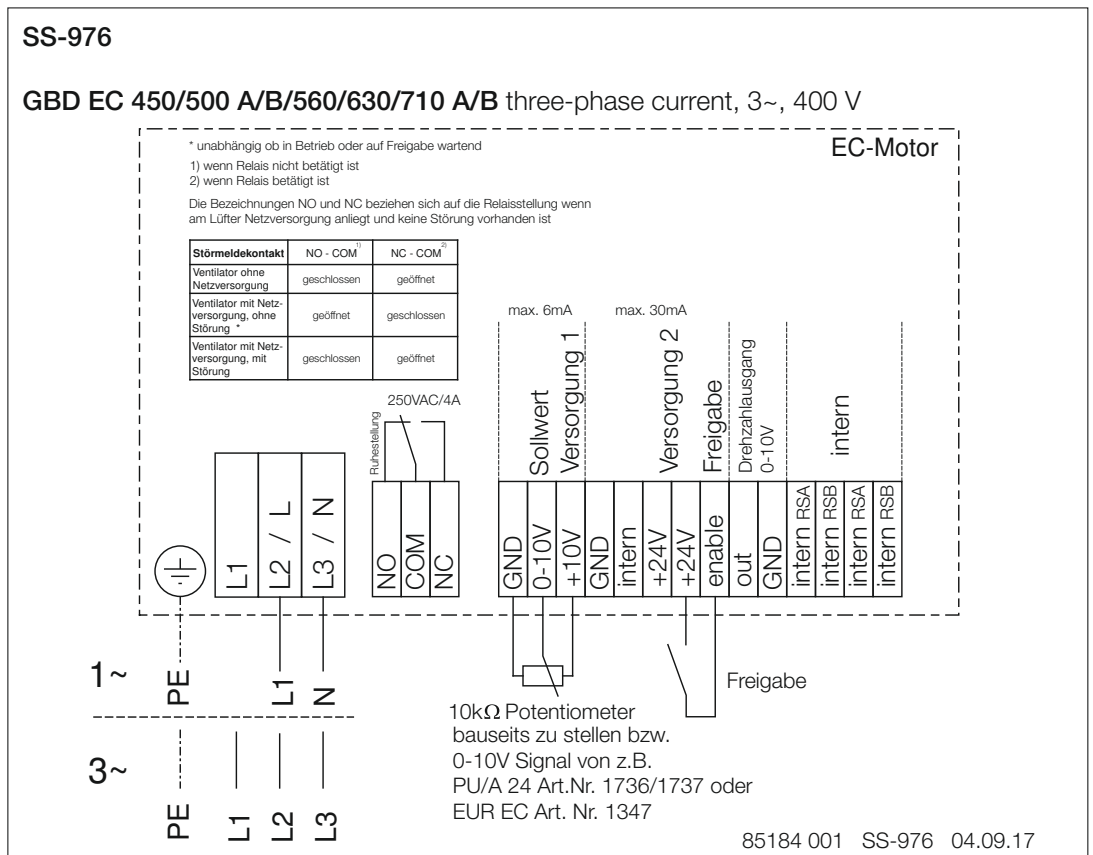 SS-976
GBD EC 450/500 A/B/560/630/710 A/B three-phase current, 3~, 400 V
EC-Motor
* unabhängig ob in Betrieb oder auf Freigabe wartend
1) wenn Relais nicht betätigt ist
2) wenn Relais betätigt ist
Die Bezeichnungen NO und NC beziehen sich auf die Relaisstellung wenn
am Lüfter Netzversorgung anliegt und keine Störung vorhanden ist
Störmeldekontakt NO - COM 1) NC - COM 2)
Ventilator ohne
Netzversorgung
geschlossen
geöffnet
Ventilator mit Netz-
versorgung, ohne
Störung *
geöffnet
geschlossen
Ventilator mit Netz-
versorgung, mit
Störung
geschlossen
geöffnet
max. 6mA
max. 30mA
250VAC/4A
Ruhestellung
Sollwert
Versorgung 1
Versorgung 2
Freigabe
Drehzahlausgang
0-10V
intern
L1
L2 / L
L3 / N
NO
COM
NC
GND
0-10V
+10V
GND
intern
+24V
+24V
enable
out
GND
intern RSA
intern RSB
intern RSA
intern RSB
1~
PE
L1
N
3~
PE
L1
L2
L3
Freigabe
10kΩ Potentiometer
bauseits zu stellen bzw.
0-10V Signal von z.B.
PU/A 24 Art.Nr. 1736/1737 oder
EUR EC Art. Nr. 1347
85184 001 SS-976 04.09.17